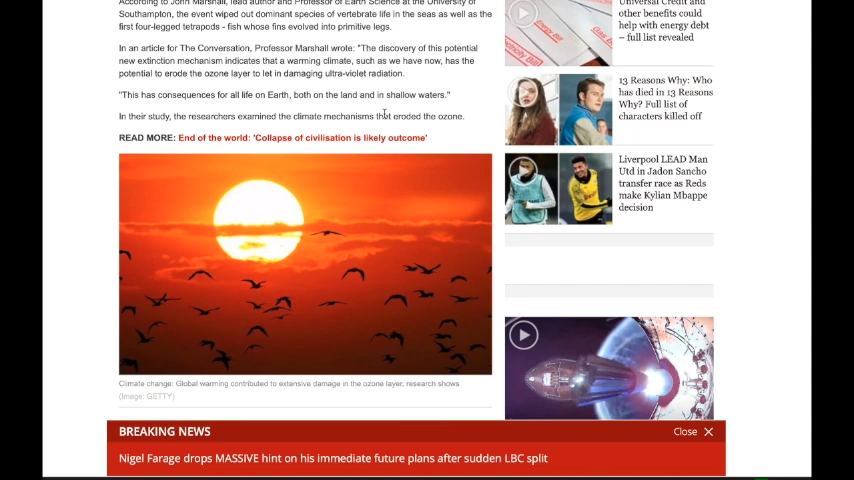 According to John Marshall, lead author and Professor of Earth Science at the University of
Southampton, the event wiped out dominant species of vertebrate life in the seas as well as the
first four-legged tetrapods - fish whose fins evolved into primitive legs.
In an article for The Conversation, Professor Marshall wrote: "The discovery of this potential
new extinction mechanism indicates that a warming climate, such as we have now, has the
potential to erode the ozone layer to let in damaging ultra-violet radiation.
"This has consequences for all life on Earth, both on the land and in shallow waters."
In their study, the researchers examined the climate mechanisms that eroded the ozone.
READ MORE: End of the world: 'Collapse of civilisation is likely outcome'
Climate change: Global warming contributed to extensive damage in the ozone layer, research shows
(Image: GETTY)
Universal Credit and
other benefits could
help with energy debt
– full list revealed
Energy Bill
Electricity Bill
13 Reasons Why: Who
has died in 13 Reasons
Why? Full list of
characters killed off
Liverpool LEAD Man
Utd in Jadon Sancho
transfer race as Reds
make Kylian Mbappe
decision
BREAKING NEWS
Close
Nigel Farage drops MASSIVE hint on his immediate future plans after sudden LBC split